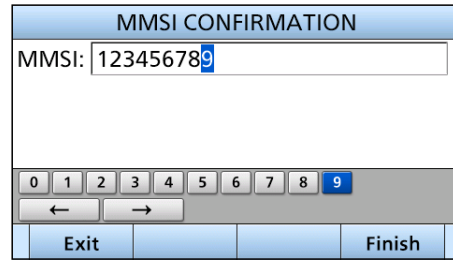 MMSI CONFIRMATION
MMSI: 123456789
0 1 2 3 4 5 6 7 8 9
← →
Exit Finish